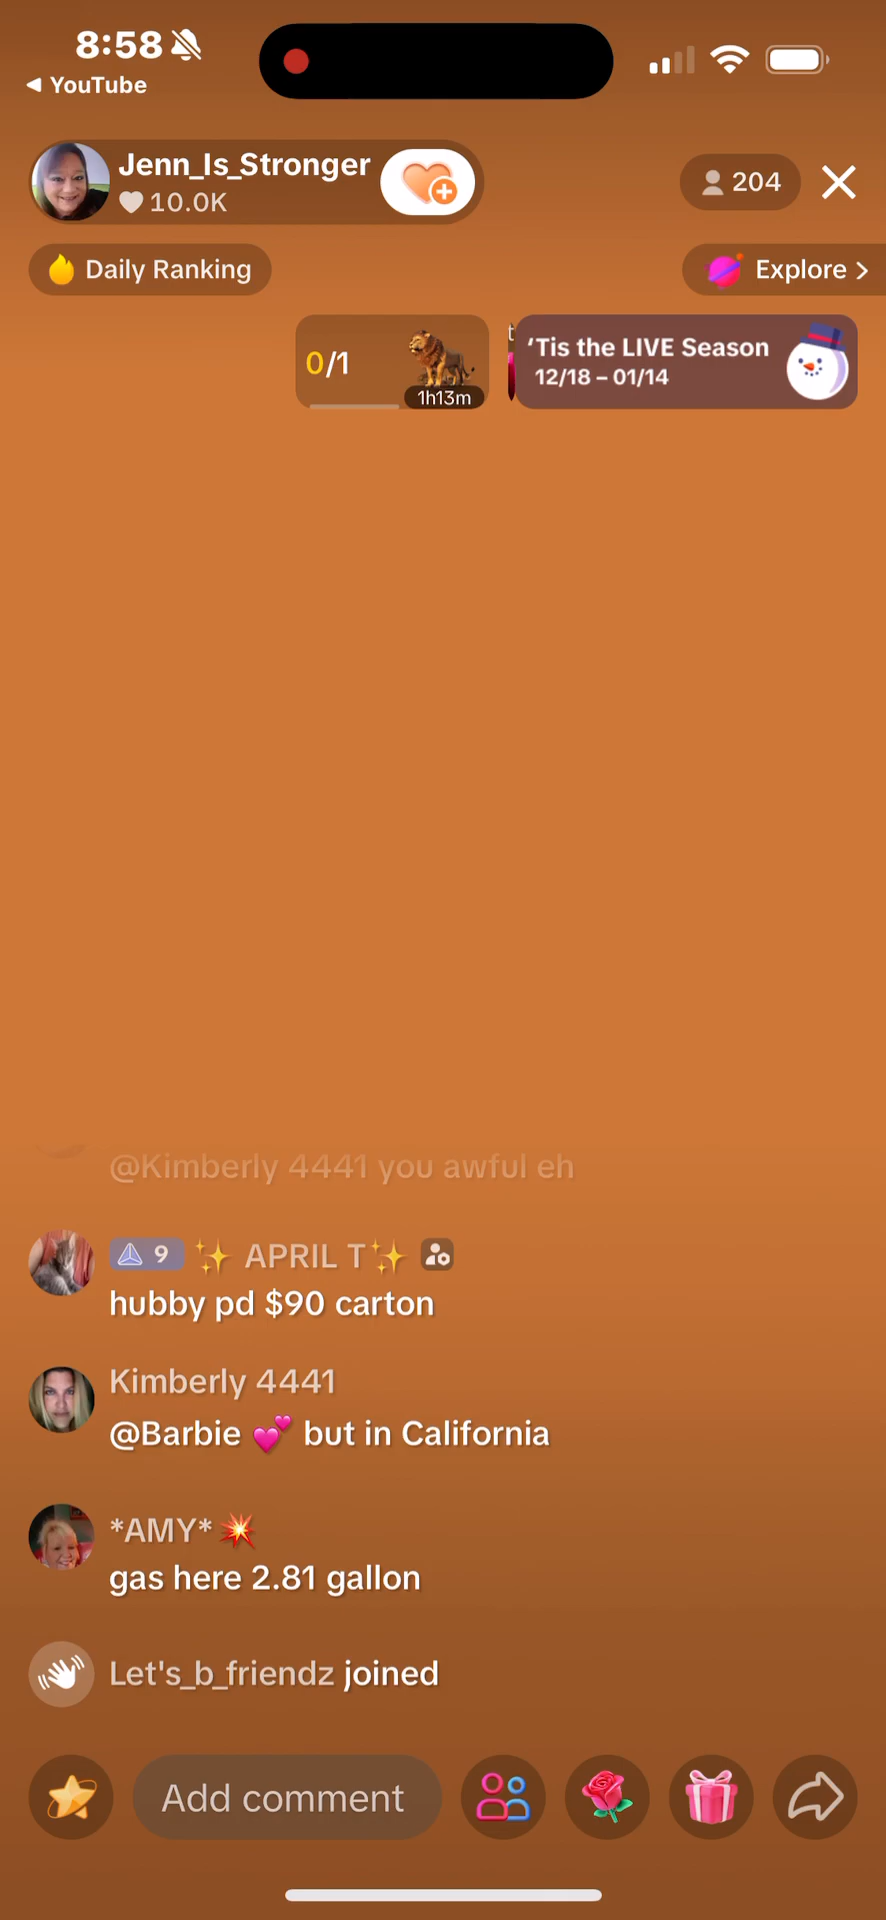 8:58
YouTube
Jenn_Is_Stronger
10.0K
204
Daily Ranking
Explore >
0/1
1h13m
'Tis the LIVE Season
12/18 – 01/14
@Kimberly 4441 you awful eh
9 ✨ APRIL T✨
hubby pd $90 carton
Kimberly 4441
@Barbie 💕 but in California
*AMY*💥
gas here 2.81 gallon
Let's_b_friendz joined
Add comment